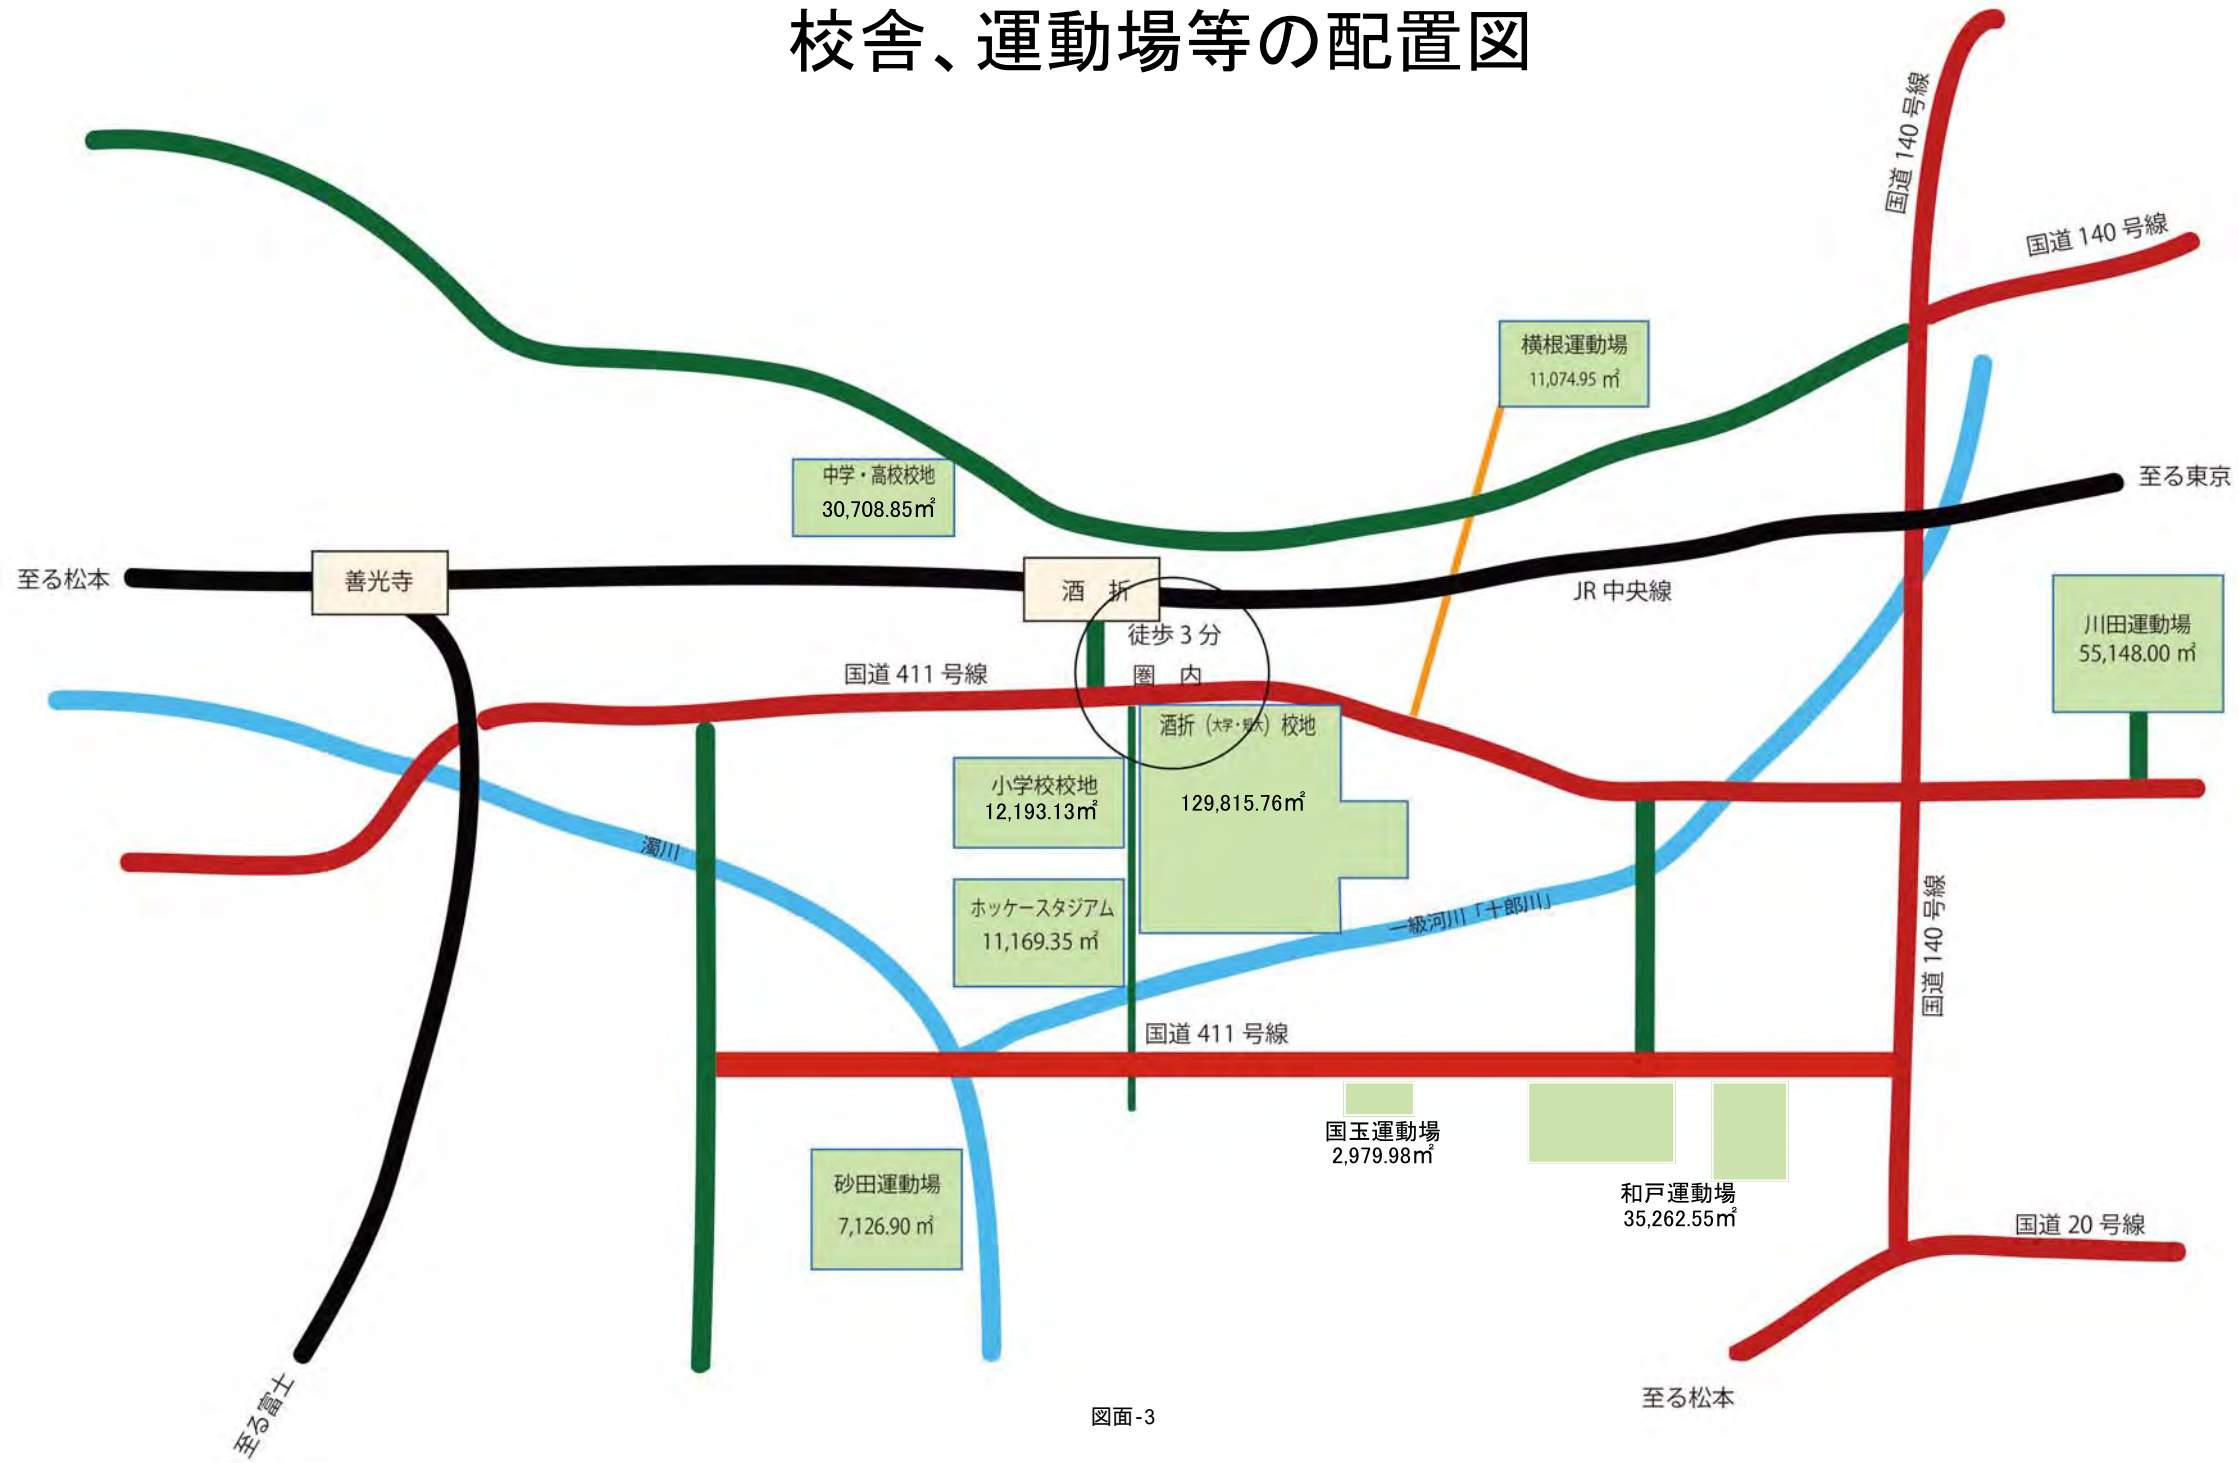 校舎、運動場等の配置図
国道 140 号線
国道 140 号線
横根運動場
11,074.95 ㎡
中学・高校校地
30,708.85㎡
至る東京
至る松本
善光寺
酒 折
JR 中央線
徒歩 3 分
圏 内
川田運動場
55,148.00 ㎡
国道 411 号線
酒折（大学・短大）校地
129,815.76㎡
小学校校地
12,193.13㎡
濁川
ホッケースタジアム
11,169.35 ㎡
一級河川「十郎川」
国道 140 号線
国道 411 号線
国玉運動場
2,979.98㎡
砂田運動場
7,126.90 ㎡
和戸運動場
35,262.55㎡
国道 20 号線
至る松本
至る富士
図面-3